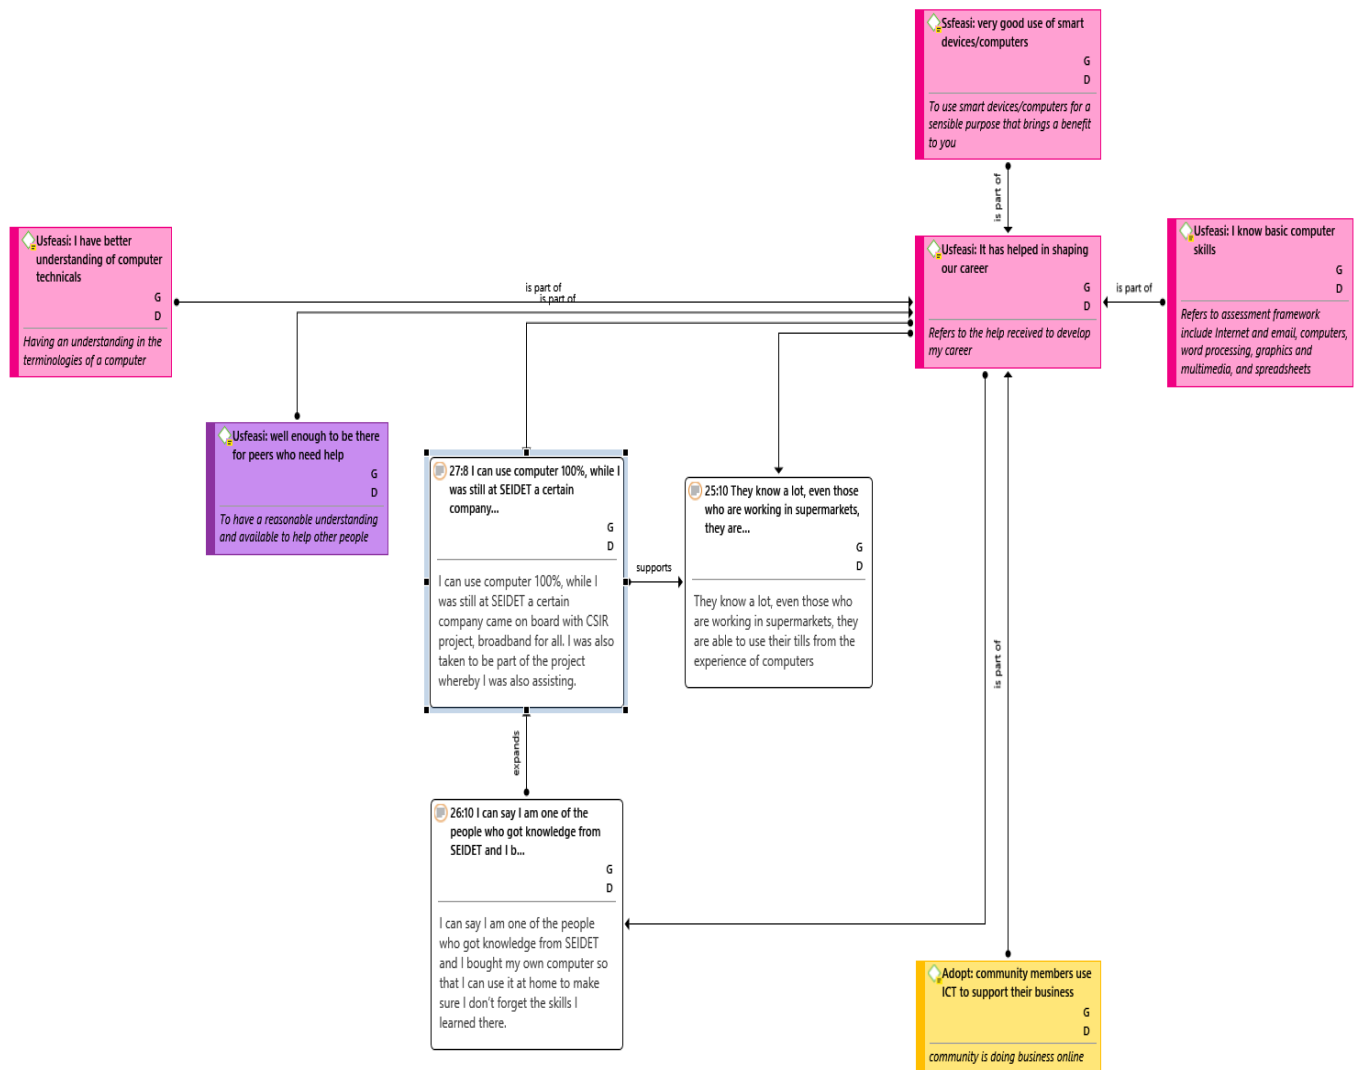 Ssfeasi: very good use of smart
devices/computers
G
D
To use smart devices/computers for a
sensible purpose that brings a benefit
to you
is part of
Usfeasi: I have better
understanding of computer
technicals
G
D
Having an understanding in the
terminologies of a computer
is part of
is part of
Usfeasi: It has helped in shaping
our career
G
D
Refers to the help received to develop
my career
is part of
Usfeasi: I know basic computer
skills
G
D
Refers to assessment framework
include Internet and email, computers,
word processing, graphics and
multimedia, and spreadsheets
Usfeasi: well enough to be there
for peers who need help
G
D
To have a reasonable understanding
and available to help other people
27:8 I can use computer 100%, while I
was still at SEIDET a certain
company...
G
D
I can use computer 100%, while I
was still at SEIDET a certain
company came on board with CSIR
project, broadband for all. I was also
taken to be part of the project
whereby I was also assisting.
supports
25:10 They know a lot, even those
who are working in supermarkets,
they are...
G
D
They know a lot, even those who
are working in supermarkets, they
are able to use their tills from the
experience of computers
is part of
expands
26:10 I can say I am one of the
people who got knowledge from
SEIDET and I b...
G
D
I can say I am one of the people
who got knowledge from SEIDET
and I bought my own computer so
that I can use it at home to make
sure I don't forget the skills I
learned there.
Adopt: community members use
ICT to support their business
G
D
community is doing business online